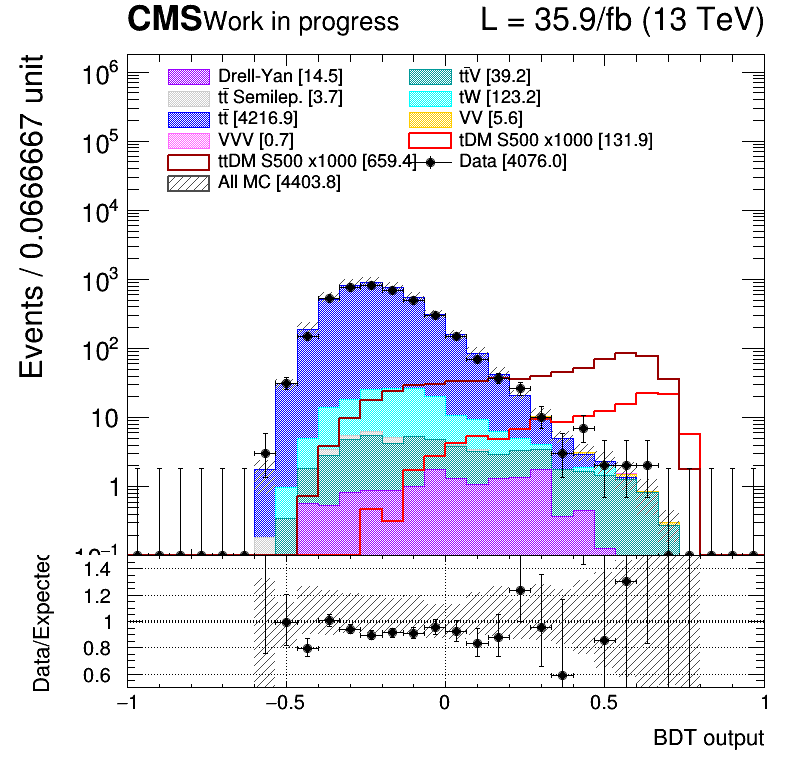 CMS Work in progress L = 35.9/fb (13 TeV)
Events / 0.0666667 unit
Drell-Yan [14.5] tt̄V [39.2]
tt̄ Semilep. [3.7] tW [123.2]
tt̄ [4216.9] VV [5.6]
VVV [0.7] tDM S500 x1000 [131.9]
ttDM S500 x1000 [659.4] Data [4076.0]
All MC [4403.8]
10⁶
10⁵
10⁴
10³
10²
10
1
10⁻¹
Data/Expected
1.4
1.2
1
0.8
0.6
−1 −0.5 0 0.5 1
BDT output